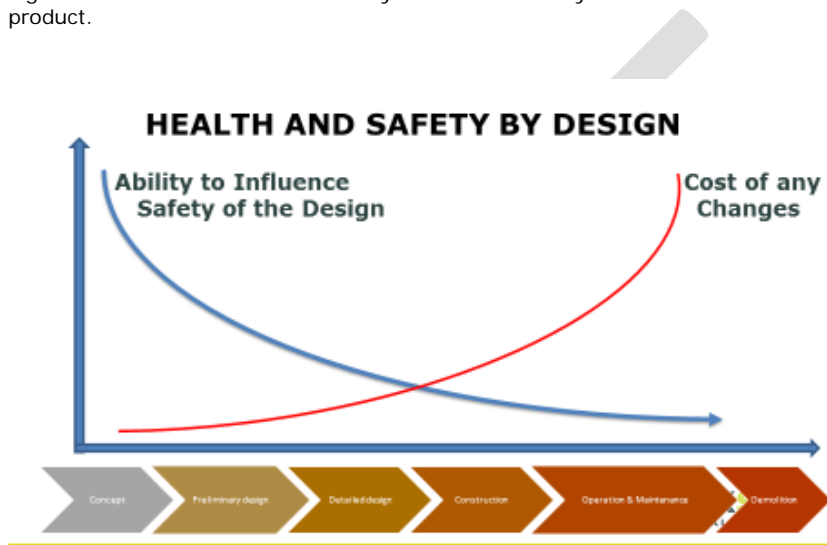 product.
HEALTH AND SAFETY BY DESIGN
Ability to Influence
Safety of the Design
Cost of any
Changes
Concept
Preliminary design
Detailed design
Construction
Operation & Maintenance
Demolition